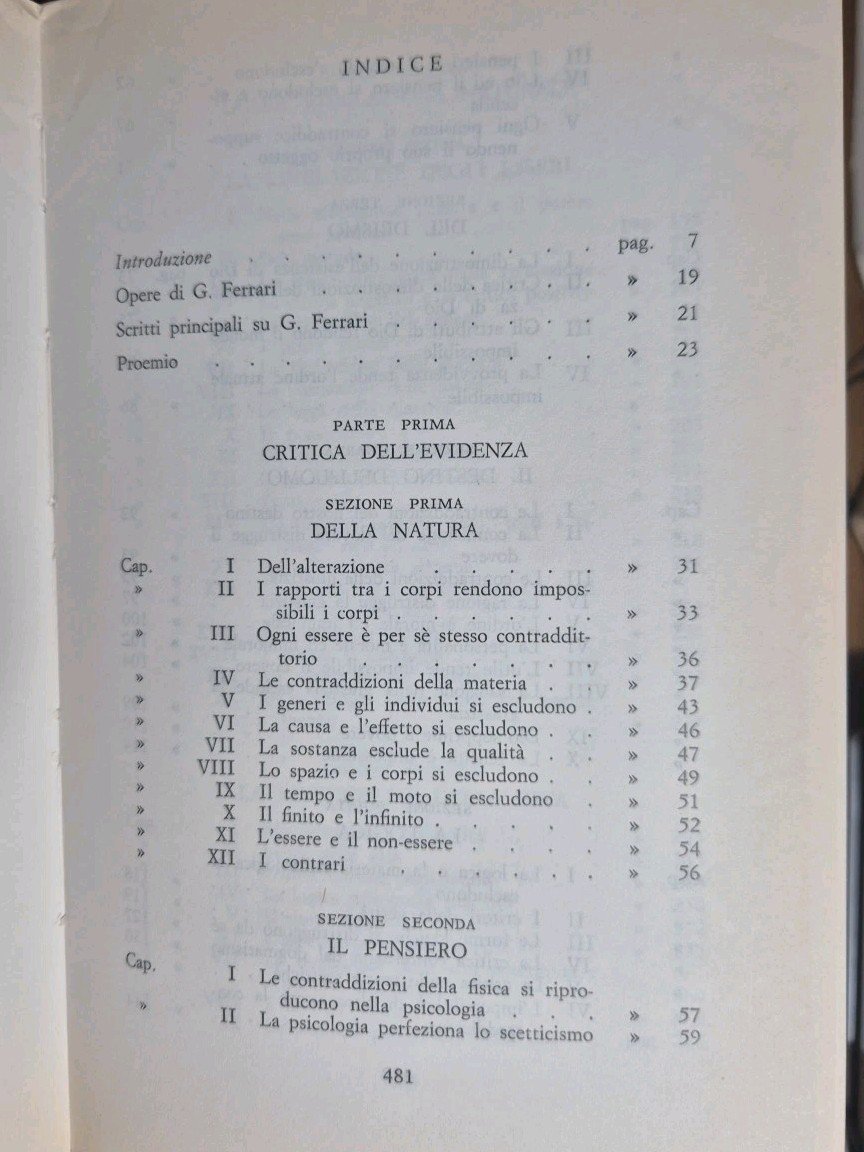 INDICE
Introduzione . . . . . . . . . . pag. 7
Opere di G. Ferrari . . . . . . . . » 19
Scritti principali su G. Ferrari . . . . . . » 21
Proemio . . . . . . . . . . . » 23
PARTE PRIMA
CRITICA DELL'EVIDENZA
SEZIONE PRIMA
DELLA NATURA
Cap. I Dell'alterazione . . . . . » 31
» II I rapporti tra i corpi rendono impos-
sibili i corpi . . . . . . » 33
» III Ogni essere è per sè stesso contraddit-
torio . . . . . . . » 36
» IV Le contraddizioni della materia . . » 37
» V I generi e gli individui si escludono . » 43
» VI La causa e l'effetto si escludono . . » 46
» VII La sostanza esclude la qualità . . » 47
» VIII Lo spazio e i corpi si escludono . . » 49
» IX Il tempo e il moto si escludono . » 51
» X Il finito e l'infinito . . . . . » 52
» XI L'essere e il non-essere . . . . » 54
» XII I contrari . . . . . . » 56
SEZIONE SECONDA
IL PENSIERO
Cap. I Le contraddizioni della fisica si ripro-
ducono nella psicologia . . . » 57
» II La psicologia perfeziona lo scetticismo » 59
481